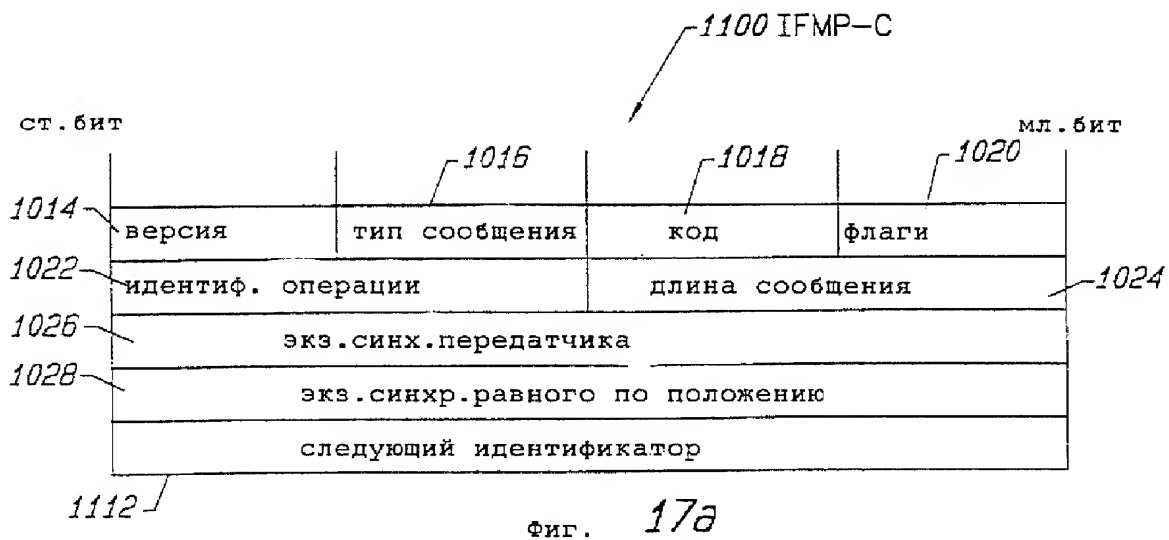 1100 IFMP-C
ст.бит
мл.бит
1016
1018
1020
1014
версия
тип сообщения
код
флаги
1022
идентиф. операции
длина сообщения
1024
1026
экз.синх.передатчика
1028
экз.синхр.равного по положению
следующий идентификатор
1112
Фиг. 17д